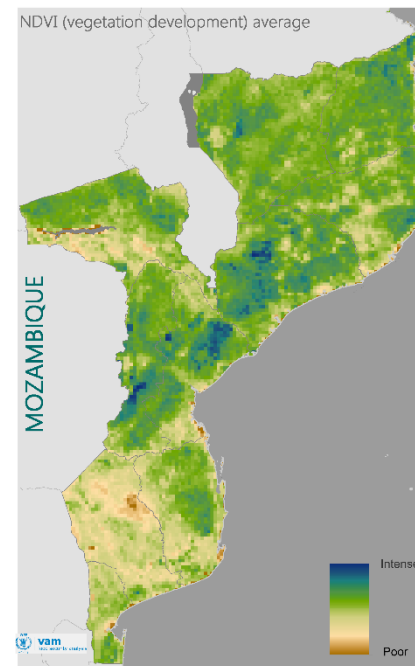 NDVI (vegetation development) average
MOZAMBIQUE
Intense
Poor
vam